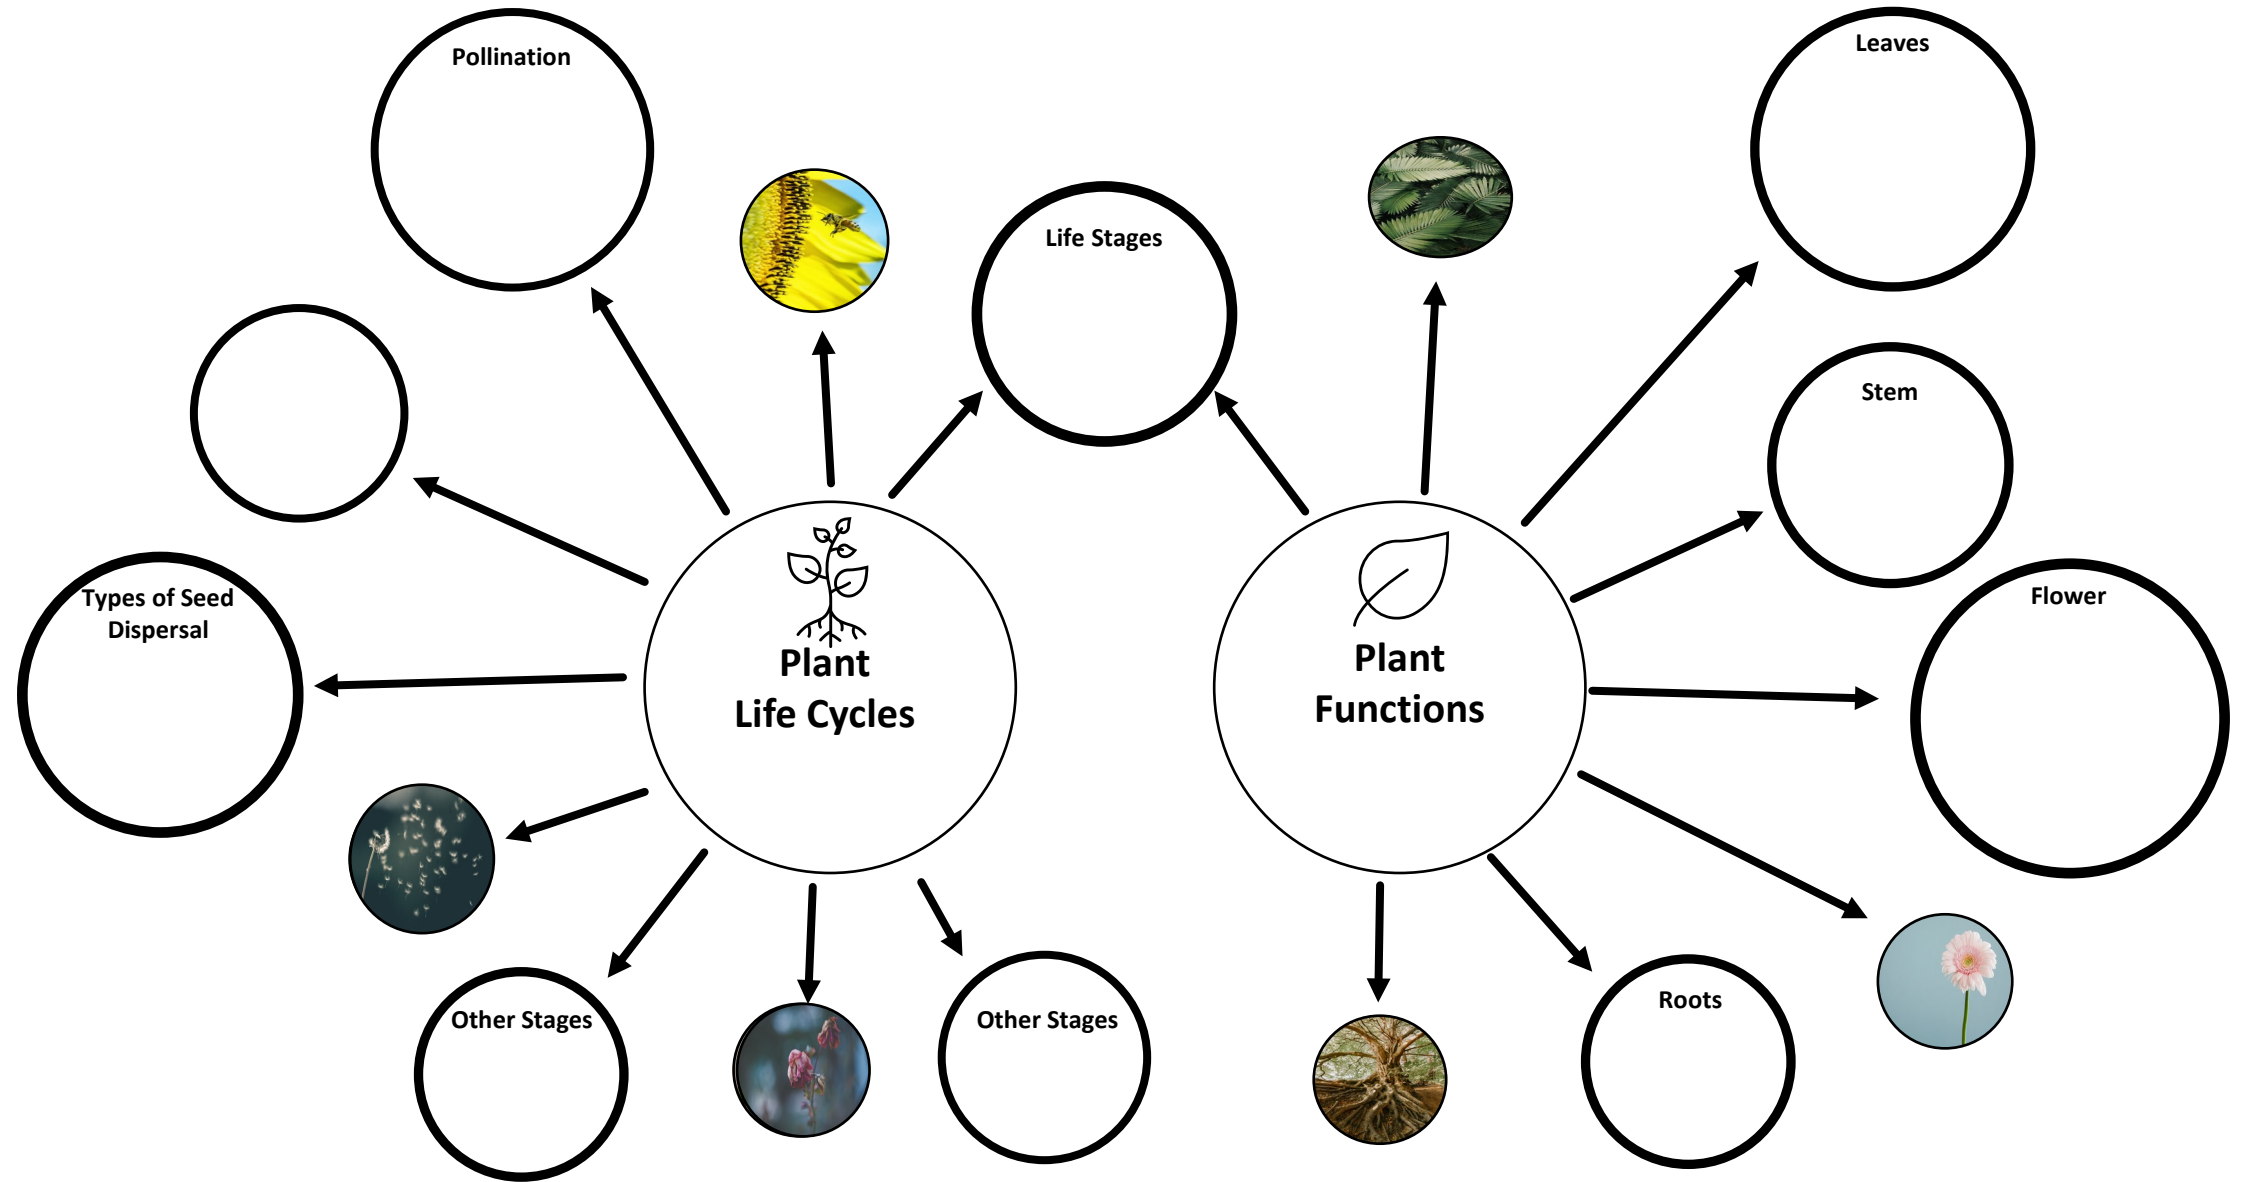 Pollination
Leaves
Life Stages
Stem
Types of Seed
Dispersal
Flower
Plant
Life Cycles
Plant
Functions
Other Stages
Other Stages
Roots